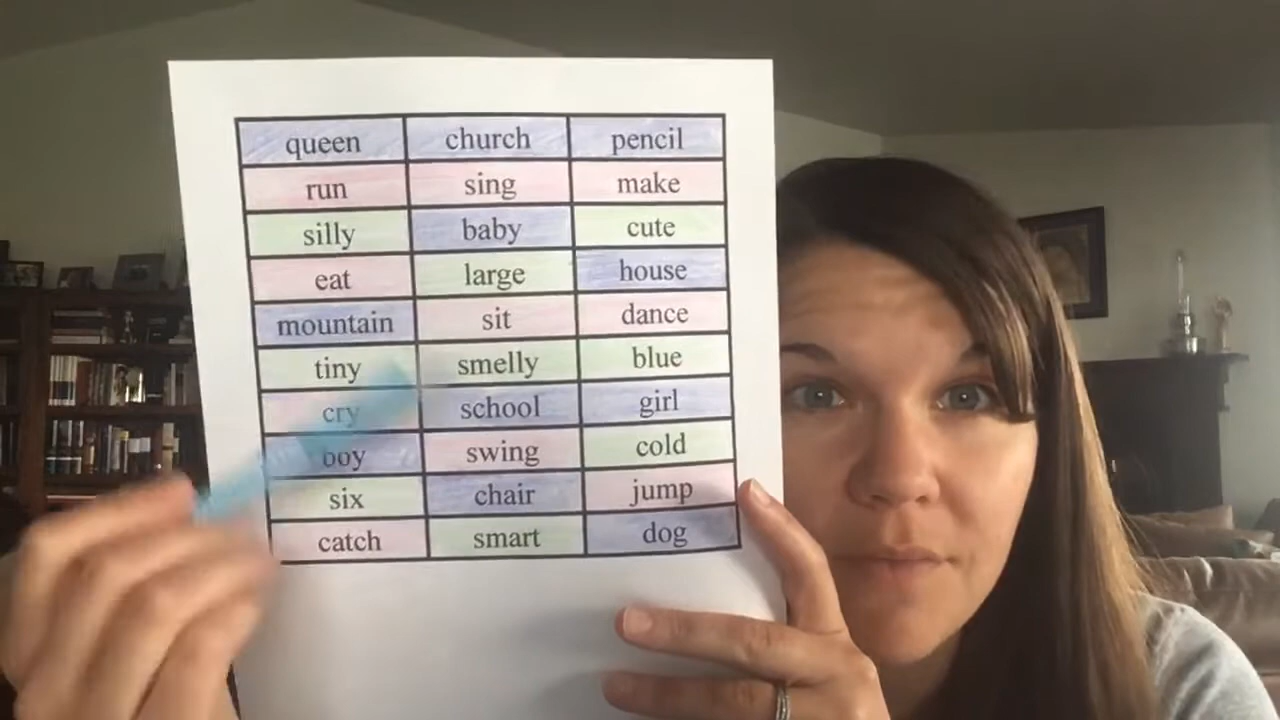 queen church pencil
run sing make
silly baby cute
eat large house
mountain sit dance
tiny smelly blue
cry school girl
boy swing cold
six chair jump
catch smart dog